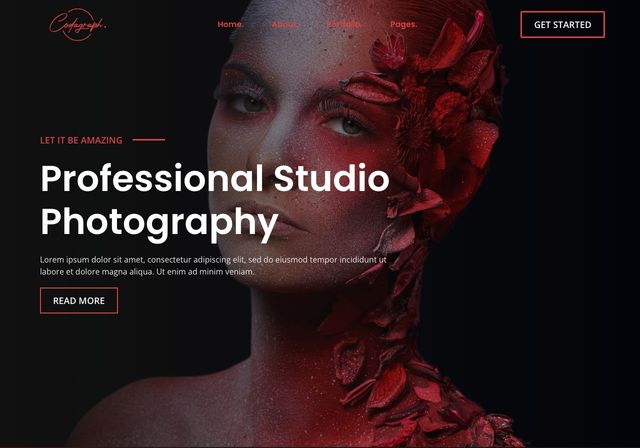 Codagraph.
Home.
About.
Portfolio.
Pages.
GET STARTED
LET IT BE AMAZING
Professional Studio
Photography
Lorem ipsum dolor sit amet, consectetur adipiscing elit, sed do eiusmod tempor incididunt ut
labore et dolore magna aliqua. Ut enim ad minim veniam.
READ MORE